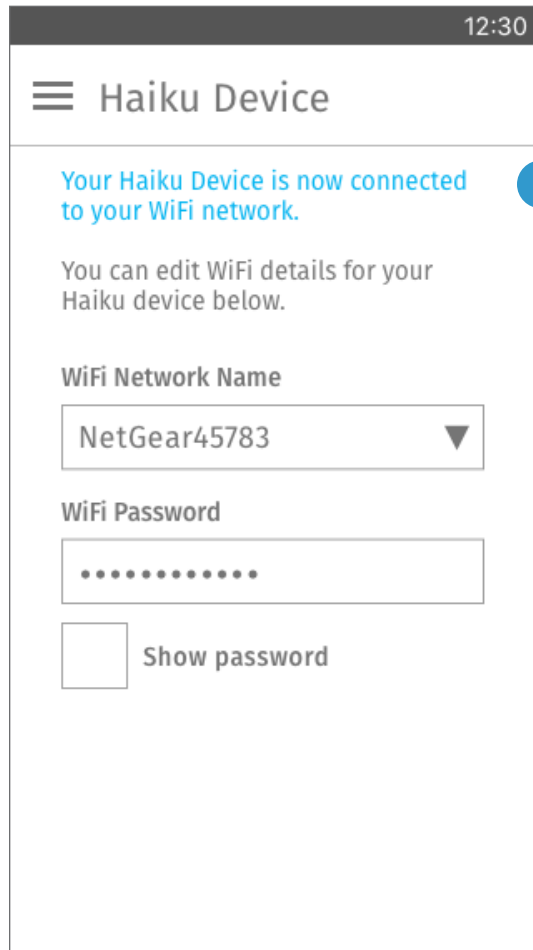 12:30
Haiku Device
Your Haiku Device is now connected
to your WiFi network.
You can edit WiFi details for your
Haiku device below.
WiFi Network Name
NetGear45783
WiFi Password
••••••••••••
Show password